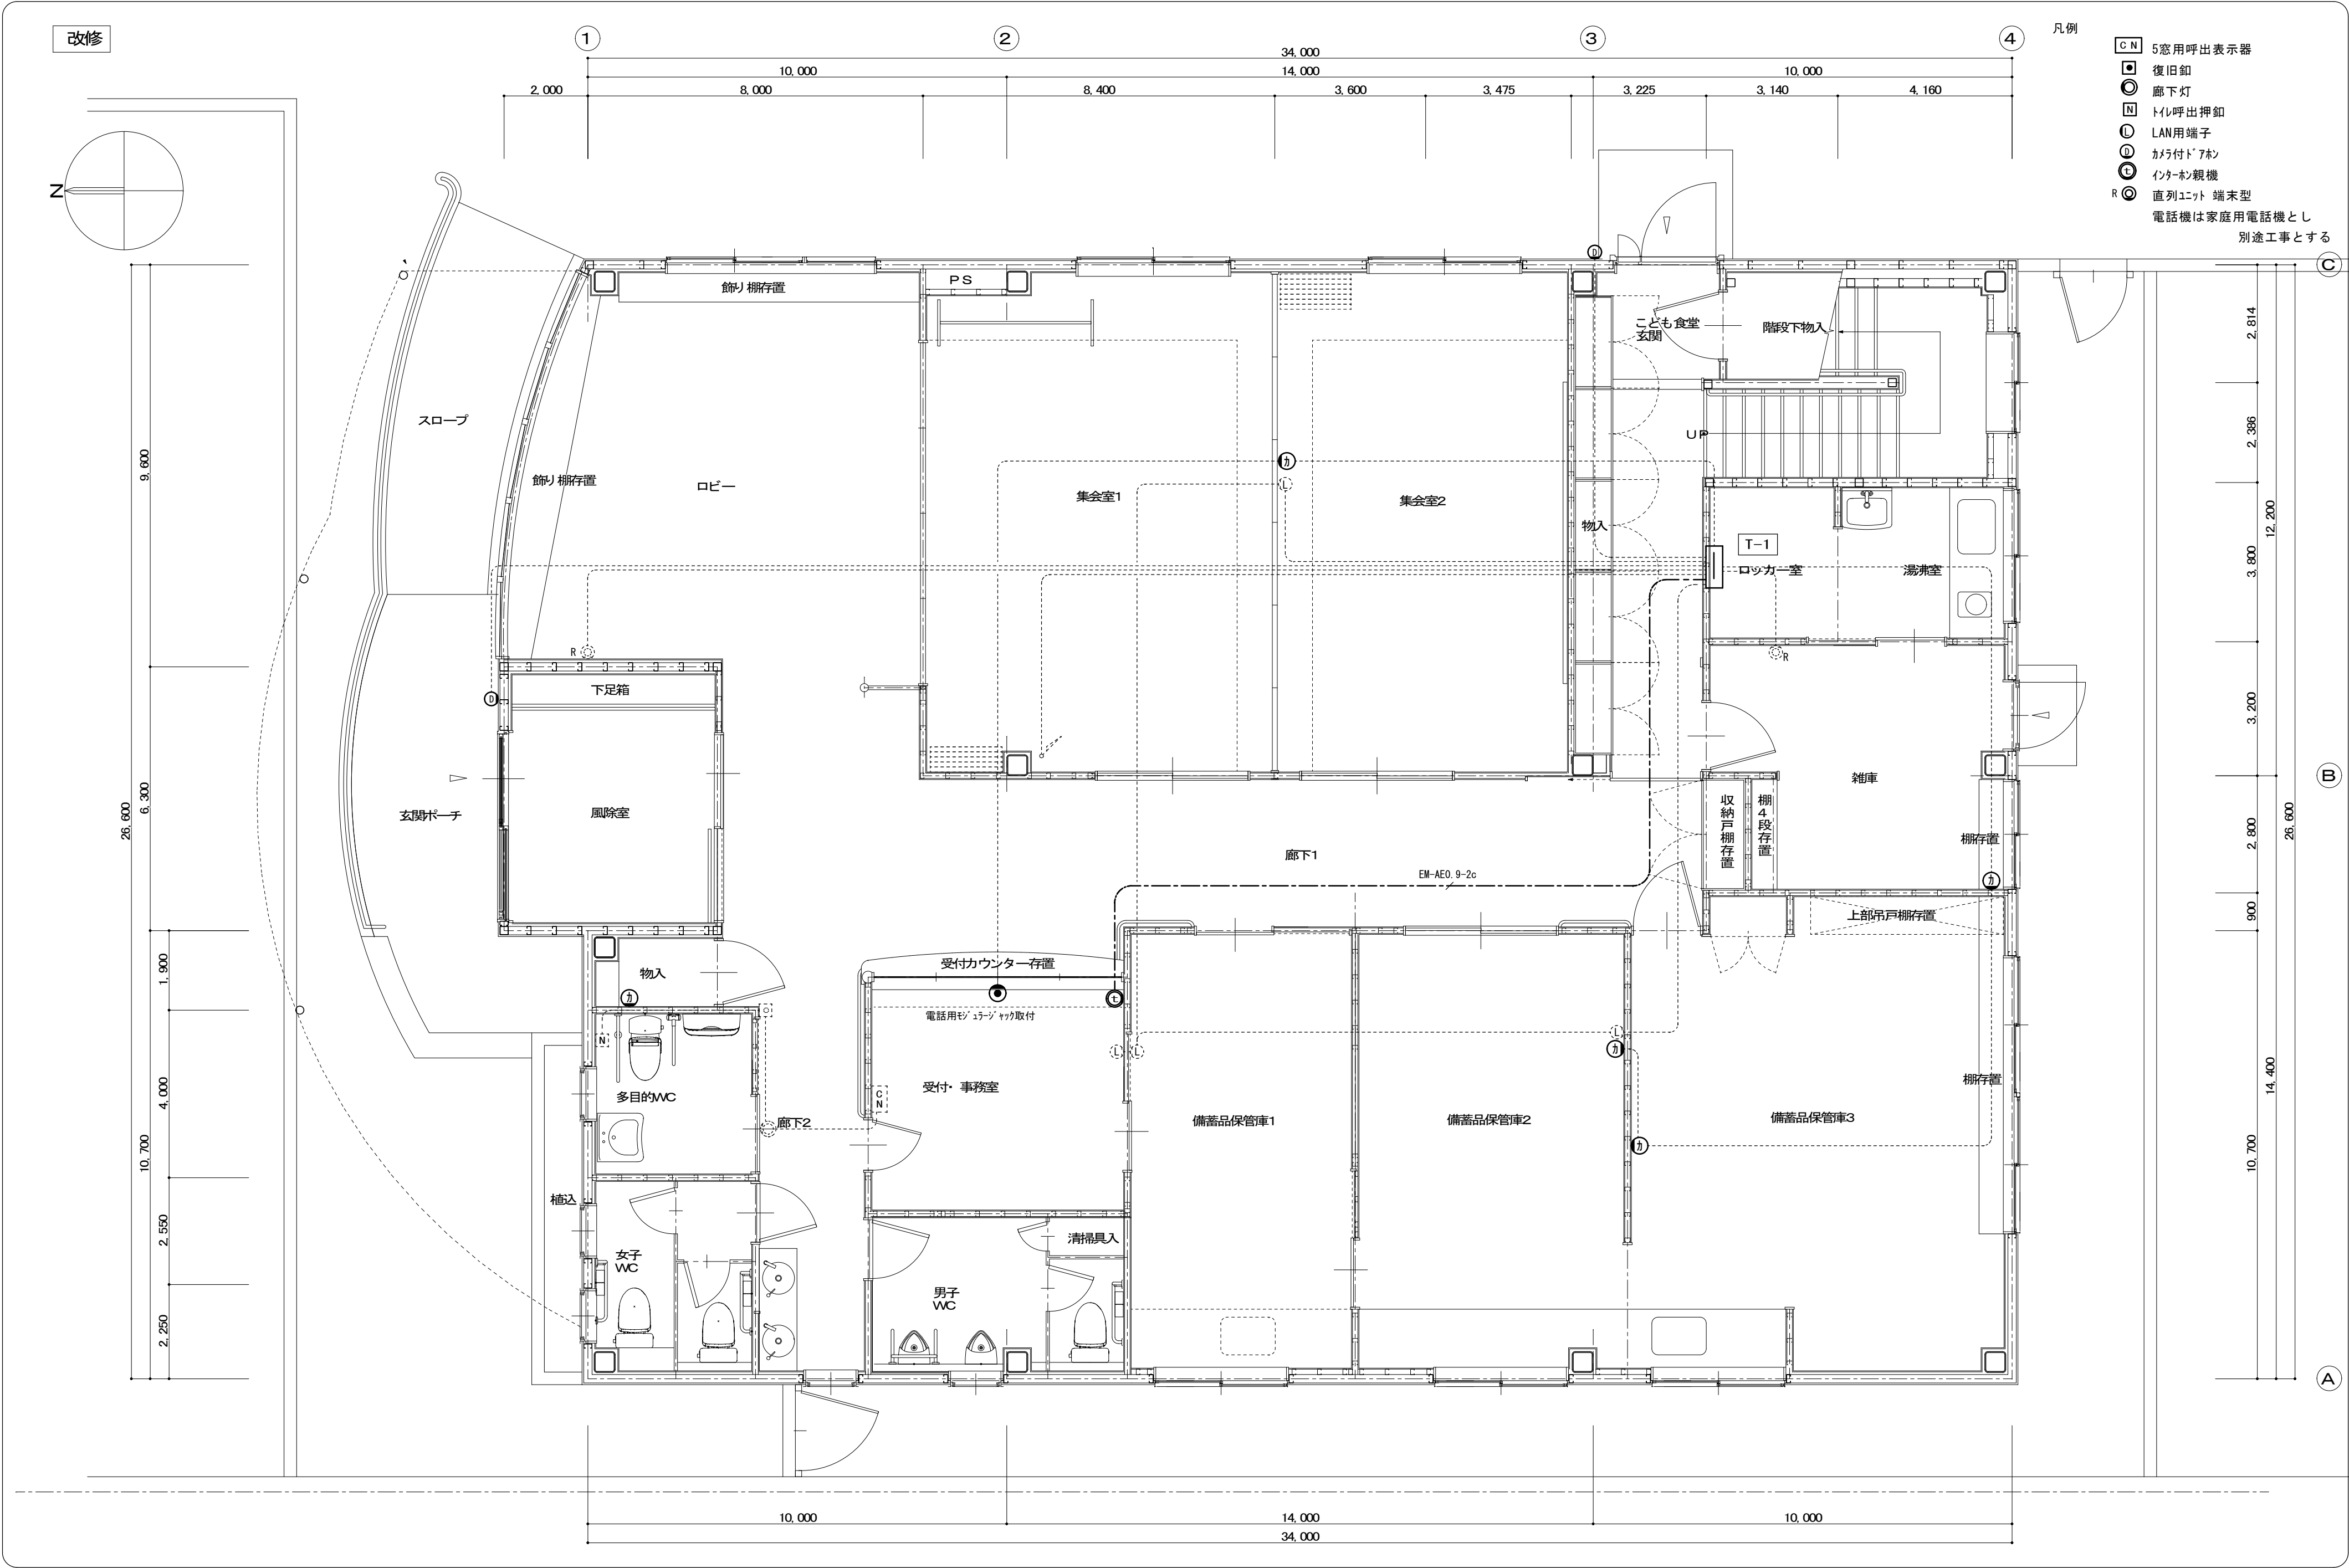 改修
1
2
3
4
34,000
10,000
14,000
10,000
2,000
8,000
8,400
3,600
3,475
3,225
3,140
4,160
凡例
CN 5窓用呼出表示器
復旧釦
廊下灯
N ﾄｲﾚ呼出押釦
L LAN用端子
D ｶﾒﾗ付ﾄﾞｱﾎﾝ
t ｲﾝﾀｰﾎﾝ親機
R 直列ﾕﾆｯﾄ 端末型
電話機は家庭用電話機とし
別途工事とする
N
C
D
飾り棚存置
PS
こども食堂
玄関
階段下物入
2,814
スロープ
UP
2,386
9,600
飾り棚存置
ロビー
カ
L
集会室1
集会室2
物入
T-1
ロッカー室
湯沸室
3,800
12,200
R
R
D
下足箱
3,200
B
雑庫
26,600
6,300
玄関ポーチ
風除室
収納戸棚存置
棚4段存置
棚存置
2,800
26,600
廊下1
EM-AE0.9-2c
カ
上部吊戸棚存置
900
1,900
物入
受付カウンター存置
カ
t
電話用ﾓｼﾞｭﾗｰｼﾞｬｯｸ取付
N
L
L
L
カ
4,000
多目的WC
CN
受付・事務室
棚存置
14,400
廊下2
備蓄品保管庫1
備蓄品保管庫2
備蓄品保管庫3
カ
10,700
10,700
植込
2,550
女子
WC
清掃具入
男子
WC
2,250
A
10,000
14,000
10,000
34,000